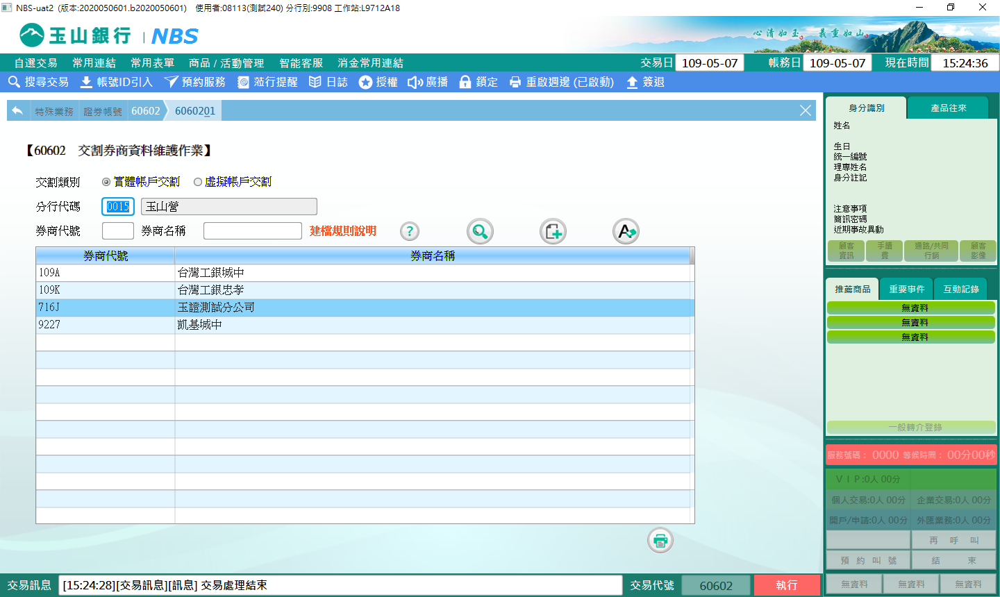 NBS-uat2 (版本:2020050601.b2020050601) 使用者:08113(測試240) 分行別:9908 工作站:L9712A18
玉山銀行 | NBS
心清如玉。 義重如山。
自選交易 常用連結 常用表單 商品 / 活動管理 智能客服 消金常用連結 交易日 109-05-07 帳務日 109-05-07 現在時間 15:24:36
搜尋交易 帳號ID引入 預約服務 蒞行提醒 日誌 授權 廣播 鎖定 重啟週邊 (已啟動) 簽退
特殊業務 證券帳號 60602 6060201
【60602 交割券商資料維護作業】
交割類別 實體帳戶交割 虛擬帳戶交割
分行代碼 0015 玉山營
券商代號 券商名稱 建檔規則說明 ?
券商代號 券商名稱
109A 台灣工銀城中
109K 台灣工銀忠孝
716J 玉證測試分公司
9227 凱基城中
身分識別 產品往來
姓名
生日
統一編號
理專姓名
身分註記
注意事項
簡訊密碼
近期事故異動
顧客資訊 手續費 通路/共同行銷 顧客影像
推薦商品 重要事件 互動記錄
無資料
無資料
無資料
一般轉介登錄
服務號碼： 0000 等候時間： 00分00秒
ＶＩＰ:0人 00分
個人交易:0人 00分 企業交易:0人 00分
開戶/申請:0人 00分 外匯業務:0人 00分
再 呼 叫
預 約 叫 號 結 束
無資料 無資料 無資料
交易訊息 [15:24:28][交易訊息][訊息] 交易處理結束 交易代號 60602 執行